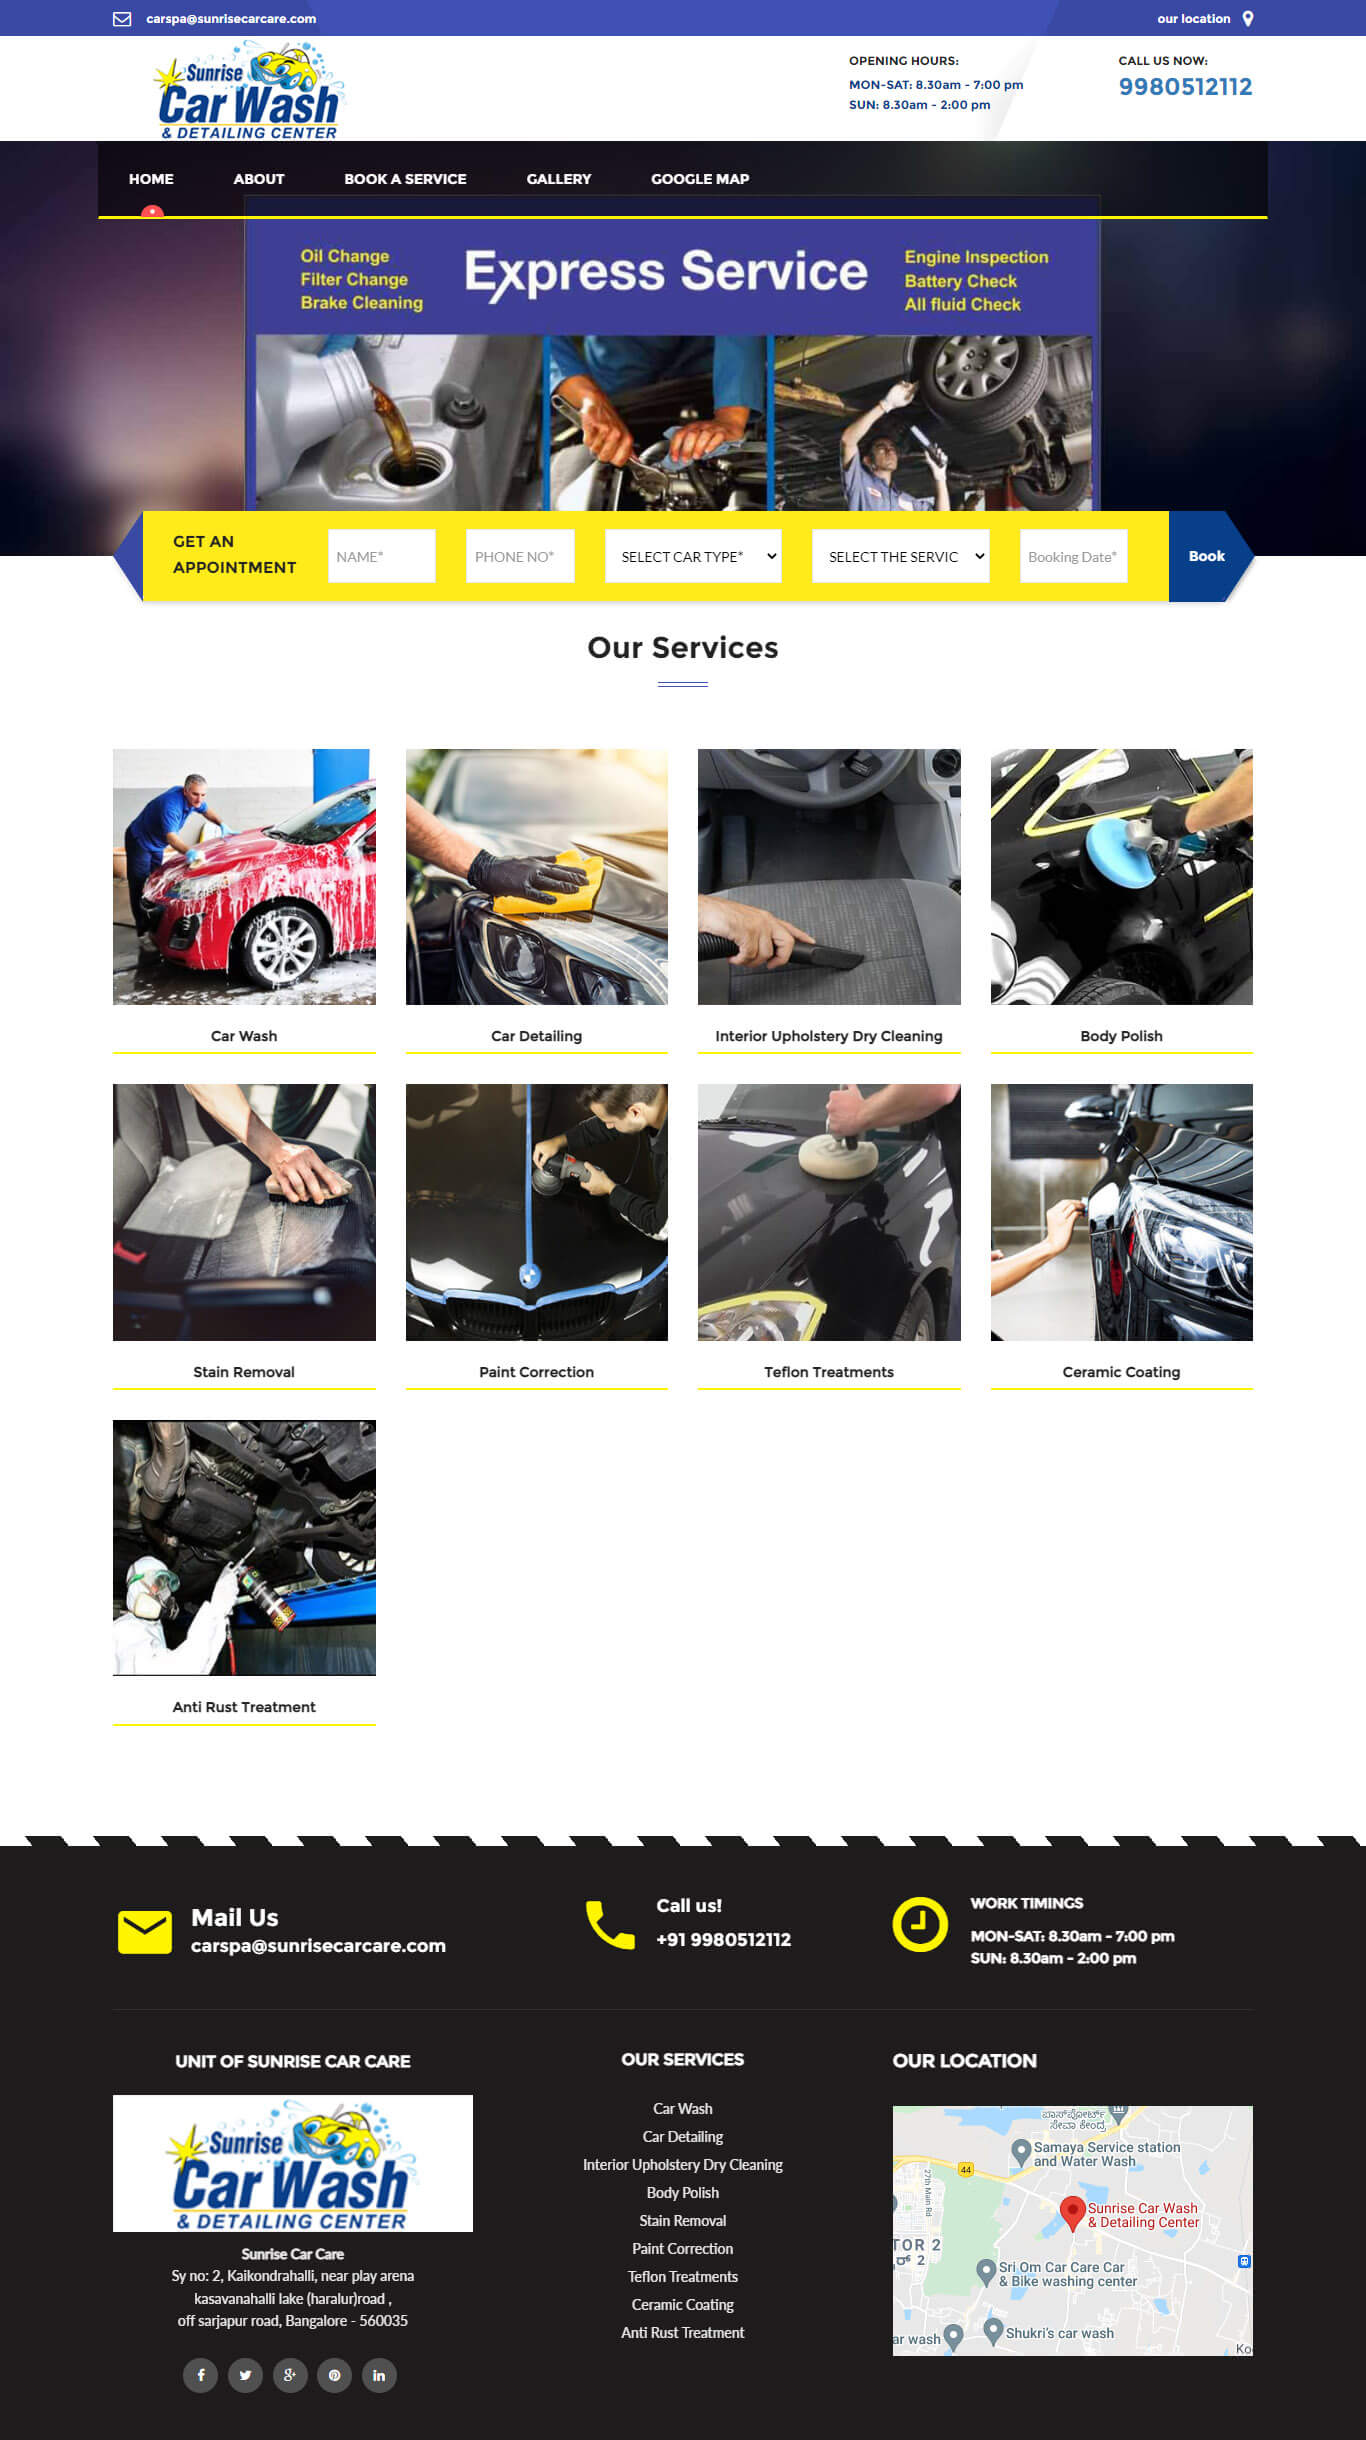 carspa@sunrisecarcare.com
our location
Sunrise
Car Wash
& DETAILING CENTER
OPENING HOURS:
MON-SAT: 8.30am - 7:00 pm
SUN: 8.30am - 2:00 pm
CALL US NOW:
9980512112
HOME
ABOUT
BOOK A SERVICE
GALLERY
GOOGLE MAP
Oil Change
Filter Change
Brake Cleaning
Express Service
Engine Inspection
Battery Check
All fluid Check
GET AN
APPOINTMENT
NAME*
PHONE NO*
SELECT CAR TYPE*
SELECT THE SERVIC
Booking Date*
Book
Our Services
Car Wash
Car Detailing
Interior Upholstery Dry Cleaning
Body Polish
Stain Removal
Paint Correction
Teflon Treatments
Ceramic Coating
Anti Rust Treatment
Mail Us
carspa@sunrisecarcare.com
Call us!
+91 9980512112
WORK TIMINGS
MON-SAT: 8.30am - 7:00 pm
SUN: 8.30am - 2:00 pm
UNIT OF SUNRISE CAR CARE
Sunrise
Car Wash
& DETAILING CENTER
Sunrise Car Care
Sy no: 2, Kaikondrahalli, near play arena
kasavanahalli lake (haralur)road ,
off sarjapur road, Bangalore - 560035
OUR SERVICES
Car Wash
Car Detailing
Interior Upholstery Dry Cleaning
Body Polish
Stain Removal
Paint Correction
Teflon Treatments
Ceramic Coating
Anti Rust Treatment
OUR LOCATION
ಪಾಸ್‌ಪೋರ್ಟ್
ಸೇವಾ ಕೇಂದ್ರ
Samaya Service station
and Water Wash
44
27th Main Rd
Sunrise Car Wash
& Detailing Center
TOR 2
Sri Om Car Care Car
& Bike washing center
Shukri's car wash
ar wash
Ko